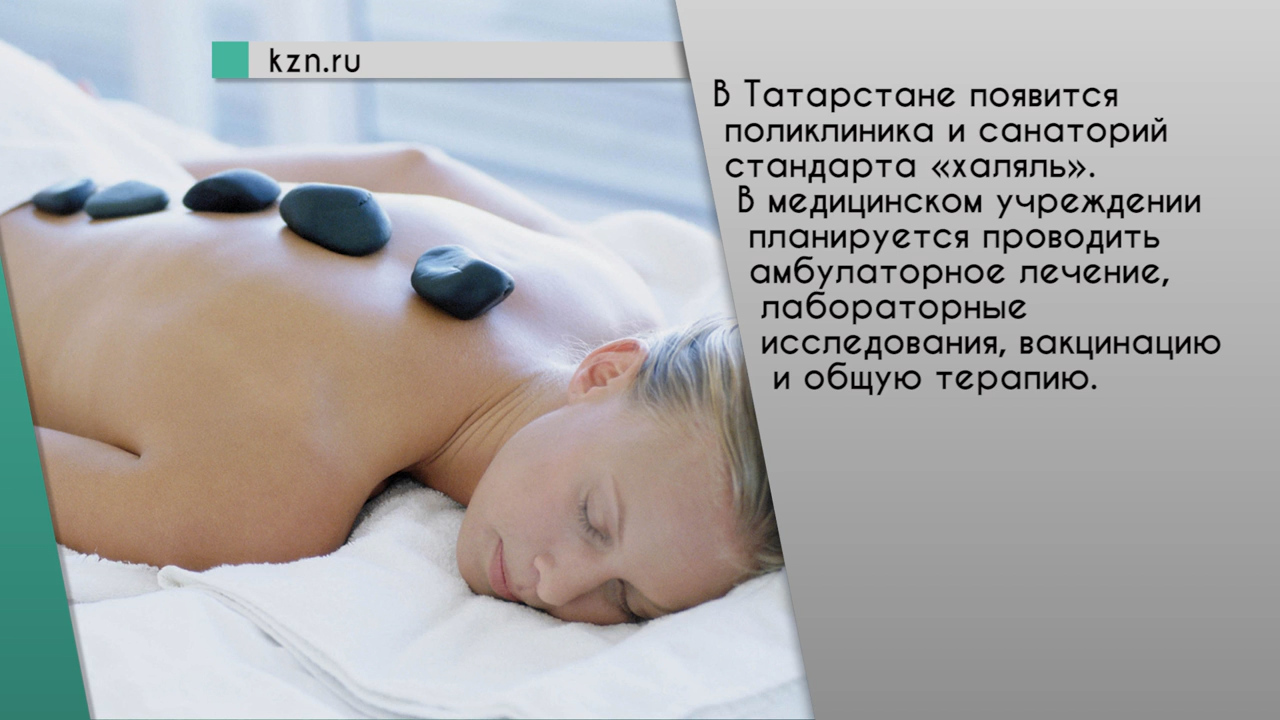 kzn.ru
В Татарстане появится
поликлиника и санаторий
стандарта «халяль».
В медицинском учреждении
планируется проводить
амбулаторное лечение,
лабораторные
исследования, вакцинацию
и общую терапию.